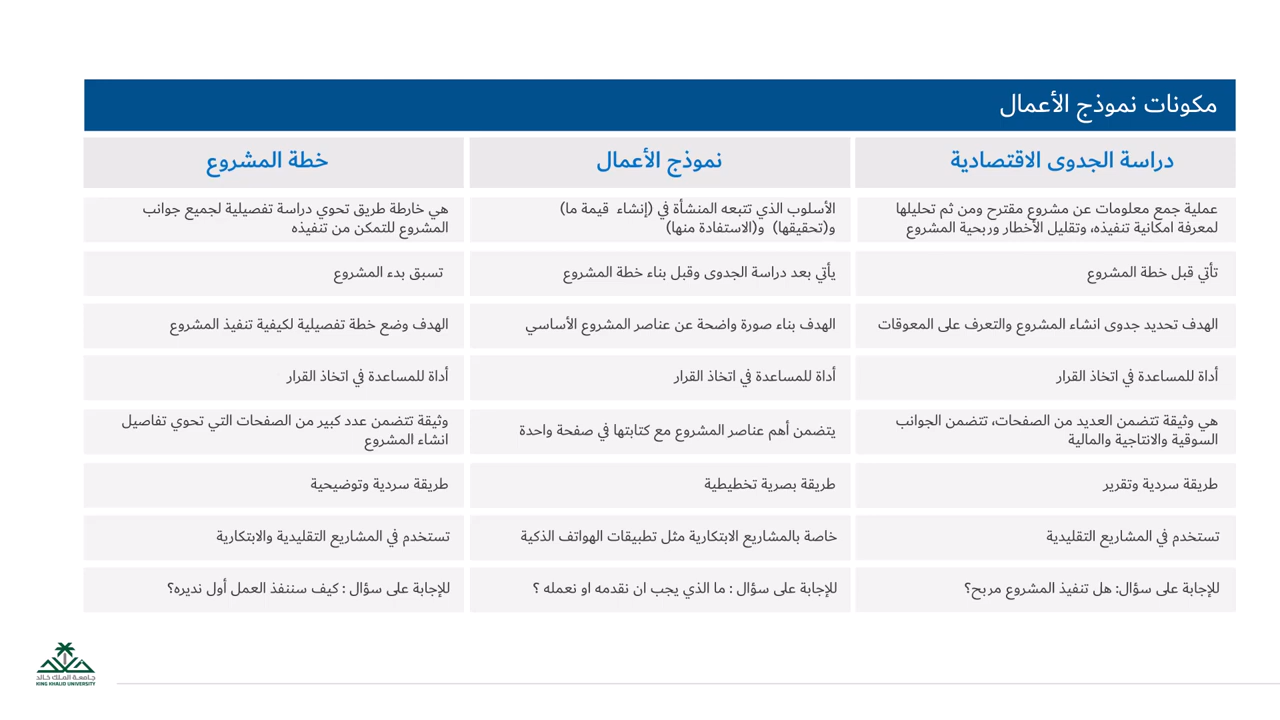 مكونات نموذج الأعمال
دراسة الجدوى الاقتصادية
نموذج الأعمال
خطة المشروع
عملية جمع معلومات عن مشروع مقترح ومن ثم تحليلها
لمعرفة امكانية تنفيذه، وتقليل الأخطار وربحية المشروع
الأسلوب الذي تتبعه المنشأة في (إنشاء قيمة ما)
و(تحقيقها) و(الاستفادة منها)
هي خارطة طريق تحوي دراسة تفصيلية لجميع جوانب
المشروع للتمكن من تنفيذه
تأتي قبل خطة المشروع
يأتي بعد دراسة الجدوى وقبل بناء خطة المشروع
تسبق بدء المشروع
الهدف تحديد جدوى انشاء المشروع والتعرف على المعوقات
الهدف بناء صورة واضحة عن عناصر المشروع الأساسي
الهدف وضع خطة تفصيلية لكيفية تنفيذ المشروع
أداة للمساعدة في اتخاذ القرار
أداة للمساعدة في اتخاذ القرار
أداة للمساعدة في اتخاذ القرار
هي وثيقة تتضمن العديد من الصفحات، تتضمن الجوانب
السوقية والانتاجية والمالية
يتضمن أهم عناصر المشروع مع كتابتها في صفحة واحدة
وثيقة تتضمن عدد كبير من الصفحات التي تحوي تفاصيل
انشاء المشروع
طريقة سردية وتقرير
طريقة بصرية تخطيطية
طريقة سردية وتوضيحية
تستخدم في المشاريع التقليدية
خاصة بالمشاريع الابتكارية مثل تطبيقات الهواتف الذكية
تستخدم في المشاريع التقليدية والابتكارية
للإجابة على سؤال: هل تنفيذ المشروع مربح؟
للإجابة على سؤال : ما الذي يجب ان نقدمه او نعمله ؟
للإجابة على سؤال : كيف سننفذ العمل أول نديره؟
جامعة الملك خالد
KING KHALID UNIVERSITY